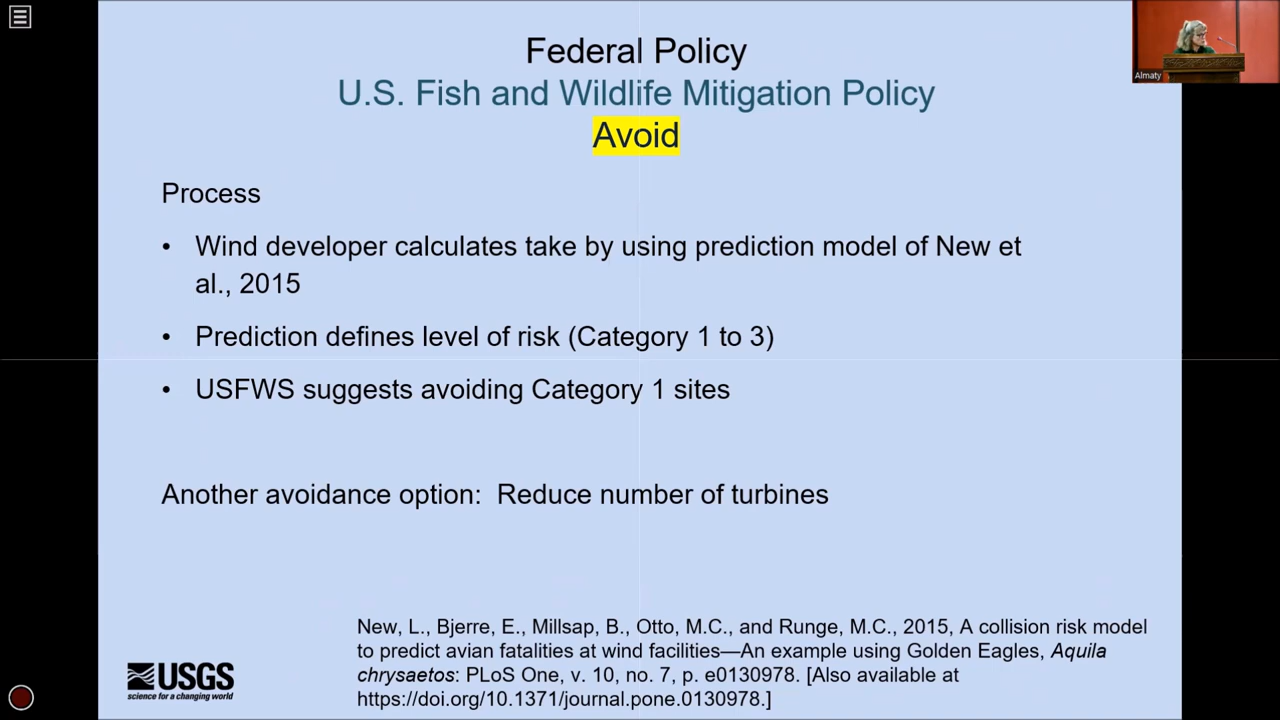 Federal Policy
U.S. Fish and Wildlife Mitigation Policy
Avoid
Process
• Wind developer calculates take by using prediction model of New et
al., 2015
• Prediction defines level of risk (Category 1 to 3)
• USFWS suggests avoiding Category 1 sites
Another avoidance option: Reduce number of turbines
New, L., Bjerre, E., Millsap, B., Otto, M.C., and Runge, M.C., 2015, A collision risk model
to predict avian fatalities at wind facilities—An example using Golden Eagles, Aquila
chrysaetos: PLoS One, v. 10, no. 7, p. e0130978. [Also available at
https://doi.org/10.1371/journal.pone.0130978.]
USGS
science for a changing world
Almaty